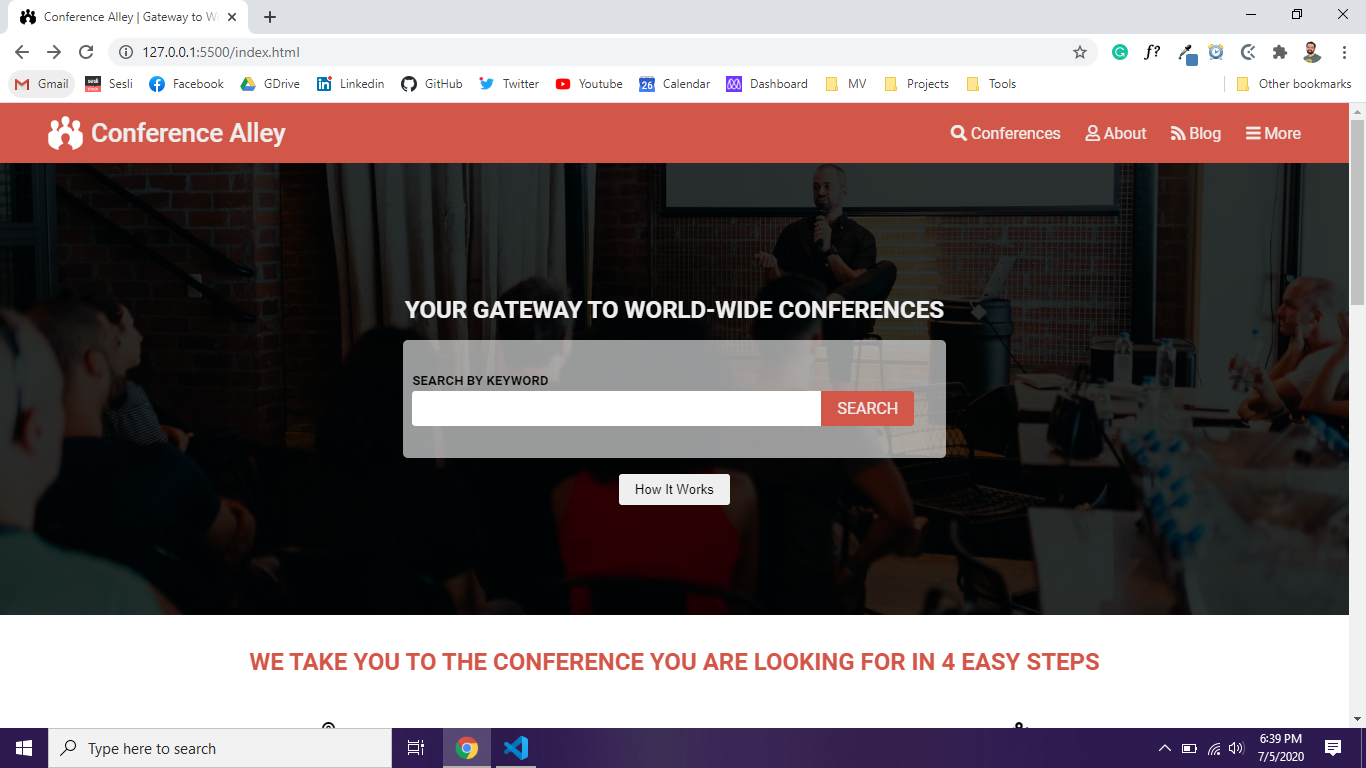 Conference Alley | Gateway to W
127.0.0.1:5500/index.html
f?
Gmail
Sesli
Facebook
GDrive
Linkedin
GitHub
Twitter
Youtube
26
Calendar
Dashboard
MV
Projects
Tools
Other bookmarks
Conference Alley
Conferences
About
Blog
More
YOUR GATEWAY TO WORLD-WIDE CONFERENCES
SEARCH BY KEYWORD
SEARCH
How It Works
WE TAKE YOU TO THE CONFERENCE YOU ARE LOOKING FOR IN 4 EASY STEPS
Type here to search
6:39 PM
7/5/2020